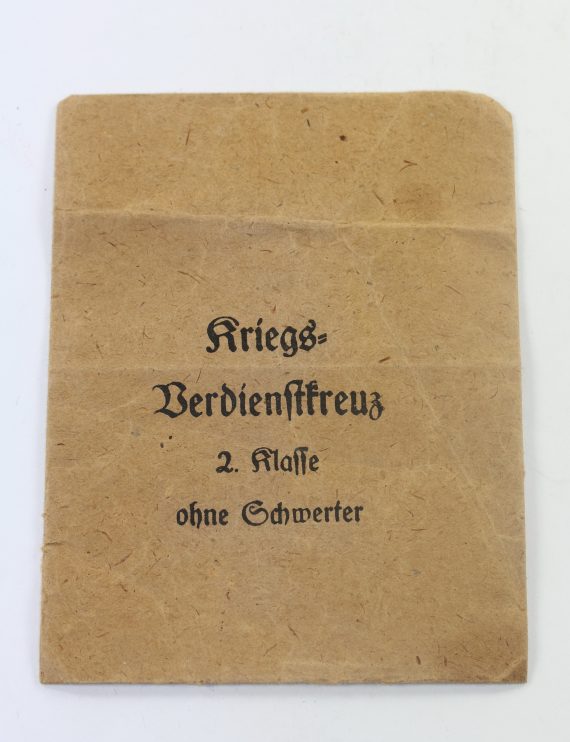 Kriegs-
Verdienſtkreuz
2. Klaſſe
ohne Schwerter